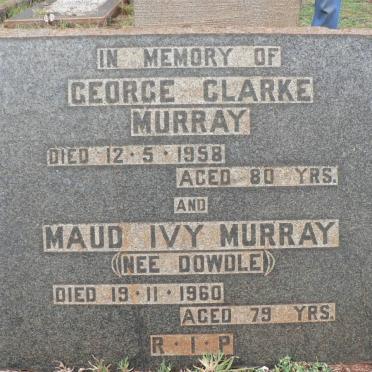 IN MEMORY OF
GEORGE CLARKE
MURRAY
DIED 12·5·1958
AGED 80 YRS.
AND
MAUD IVY MURRAY
(NEE DOWDLE)
DIED 19·11·1960
AGED 79 YRS.
R·I·P